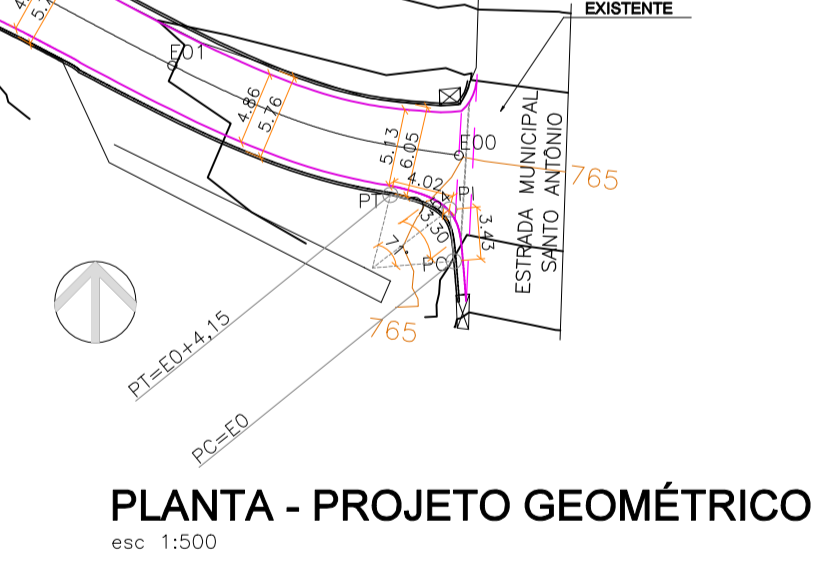 EXISTENTE
E01
4.86
5.76
5.13
6.05
E00
ESTRADA MUNICIPAL
SANTO ANTÔNIO
765
4.02
PT
PI
3.30
3.43
71°
PC
765
PT=E0+4,15
PC=E0
PLANTA - PROJETO GEOMÉTRICO
esc 1:500